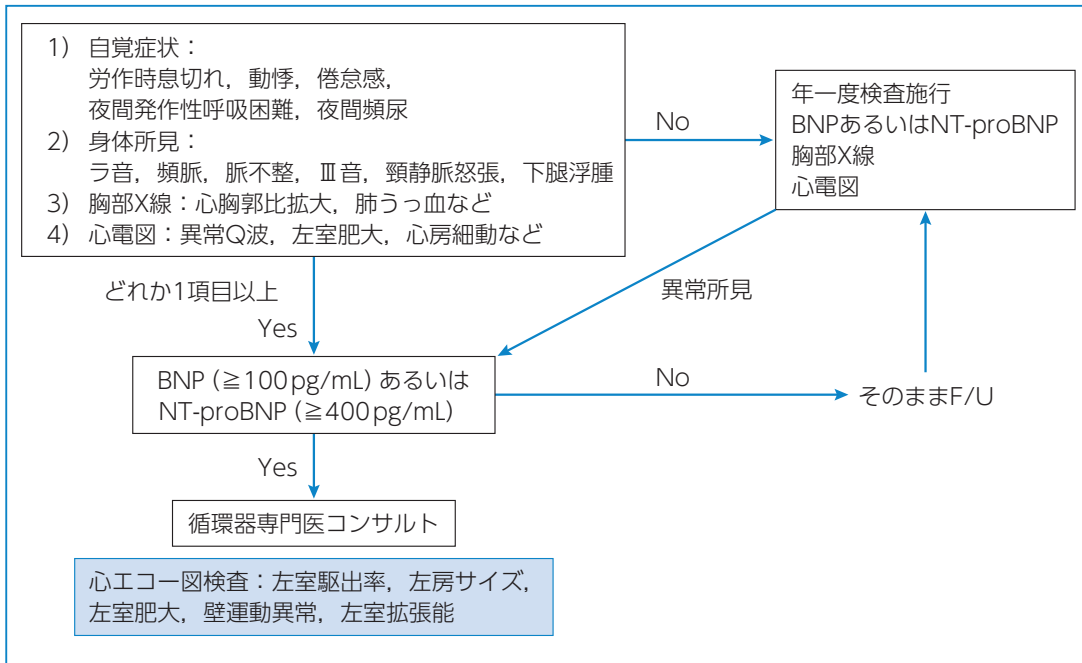 1) 自覚症状：
労作時息切れ，動悸，倦怠感，
夜間発作性呼吸困難，夜間頻尿
2) 身体所見：
ラ音，頻脈，脈不整，Ⅲ音，頸静脈怒張，下腿浮腫
3) 胸部X線：心胸郭比拡大，肺うっ血など
4) 心電図：異常Q波，左室肥大，心房細動など
No
年一度検査施行
BNPあるいはNT-proBNP
胸部X線
心電図
どれか1項目以上
Yes
異常所見
BNP（≧100pg/mL）あるいは
NT-proBNP（≧400pg/mL）
No
そのままF/U
Yes
循環器専門医コンサルト
心エコー図検査：左室駆出率，左房サイズ，
左室肥大，壁運動異常，左室拡張能